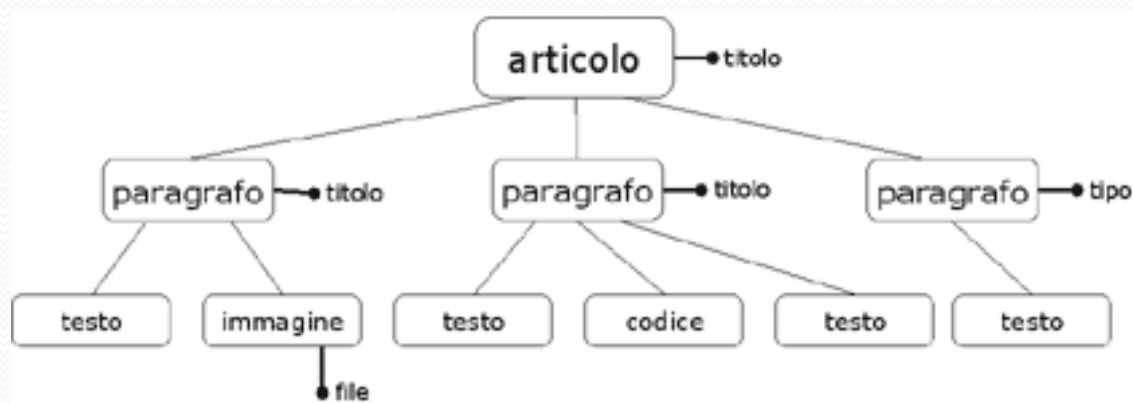 articolo titolo
paragrafo titolo paragrafo titolo paragrafo tipo
testo immagine testo codice testo testo
file